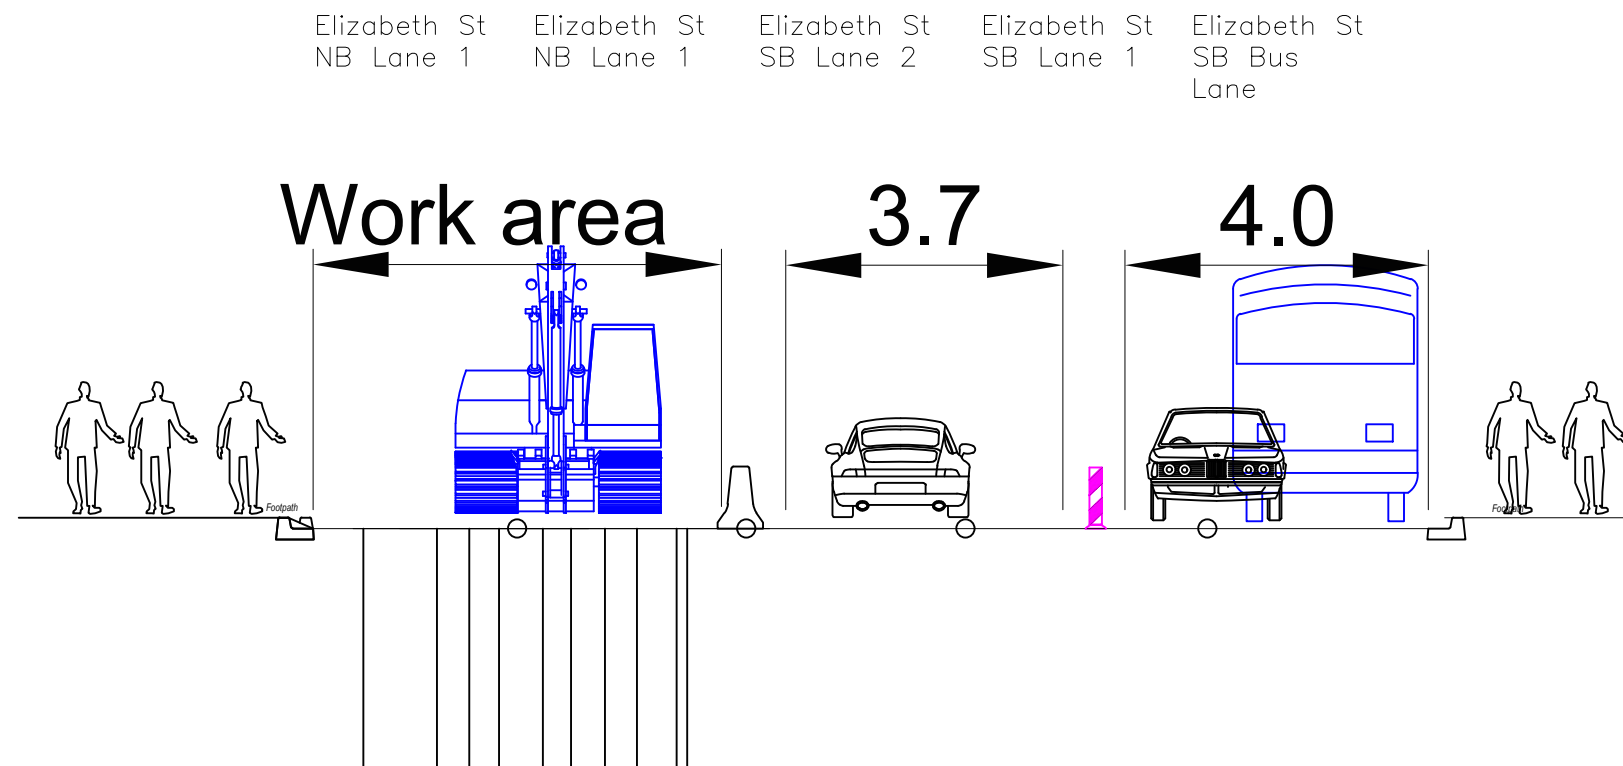 Elizabeth St
NB Lane 1
Elizabeth St
NB Lane 1
Elizabeth St
SB Lane 2
Elizabeth St
SB Lane 1
Elizabeth St
SB Bus
Lane
Work area
3.7
4.0
Footpath
Footpath